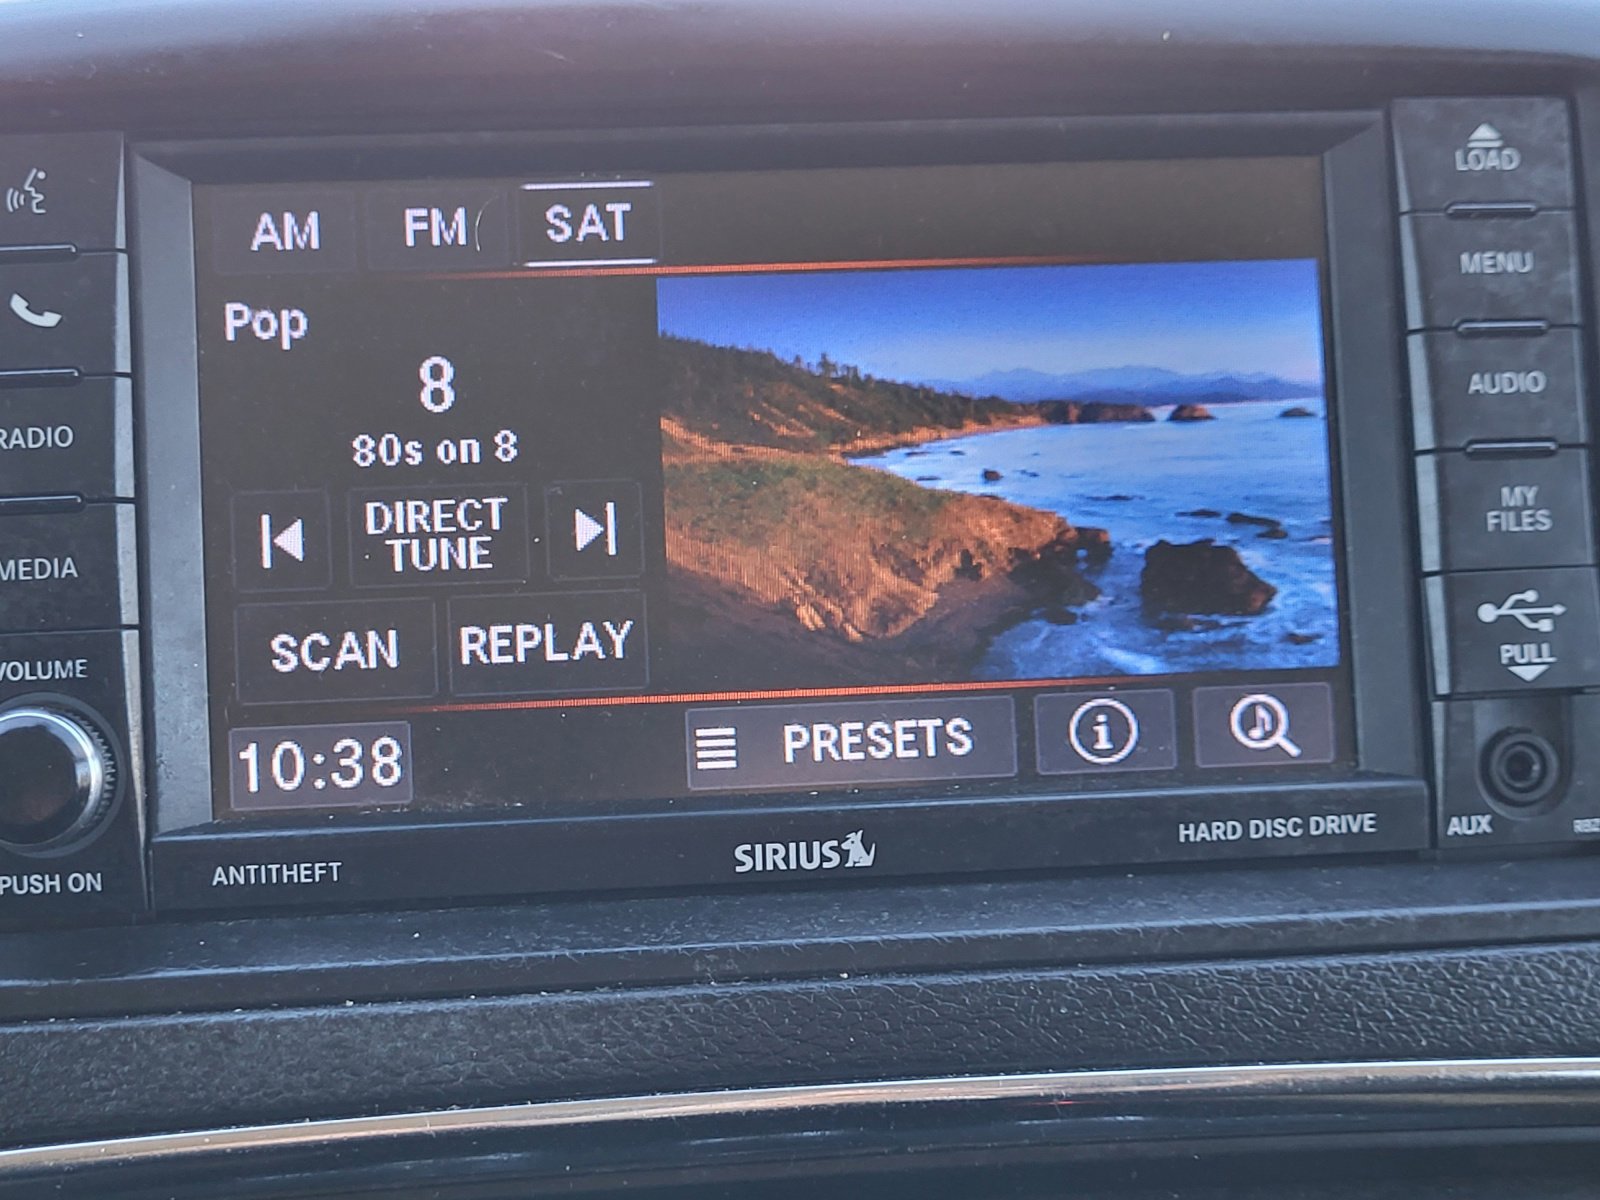 AM FM SAT
Pop
8
80s on 8
DIRECT
TUNE
SCAN REPLAY
10:38 PRESETS
RADIO
MEDIA
VOLUME
PUSH ON
ANTITHEFT
SIRIUS
HARD DISC DRIVE
LOAD
MENU
AUDIO
MY
FILES
PULL
AUX